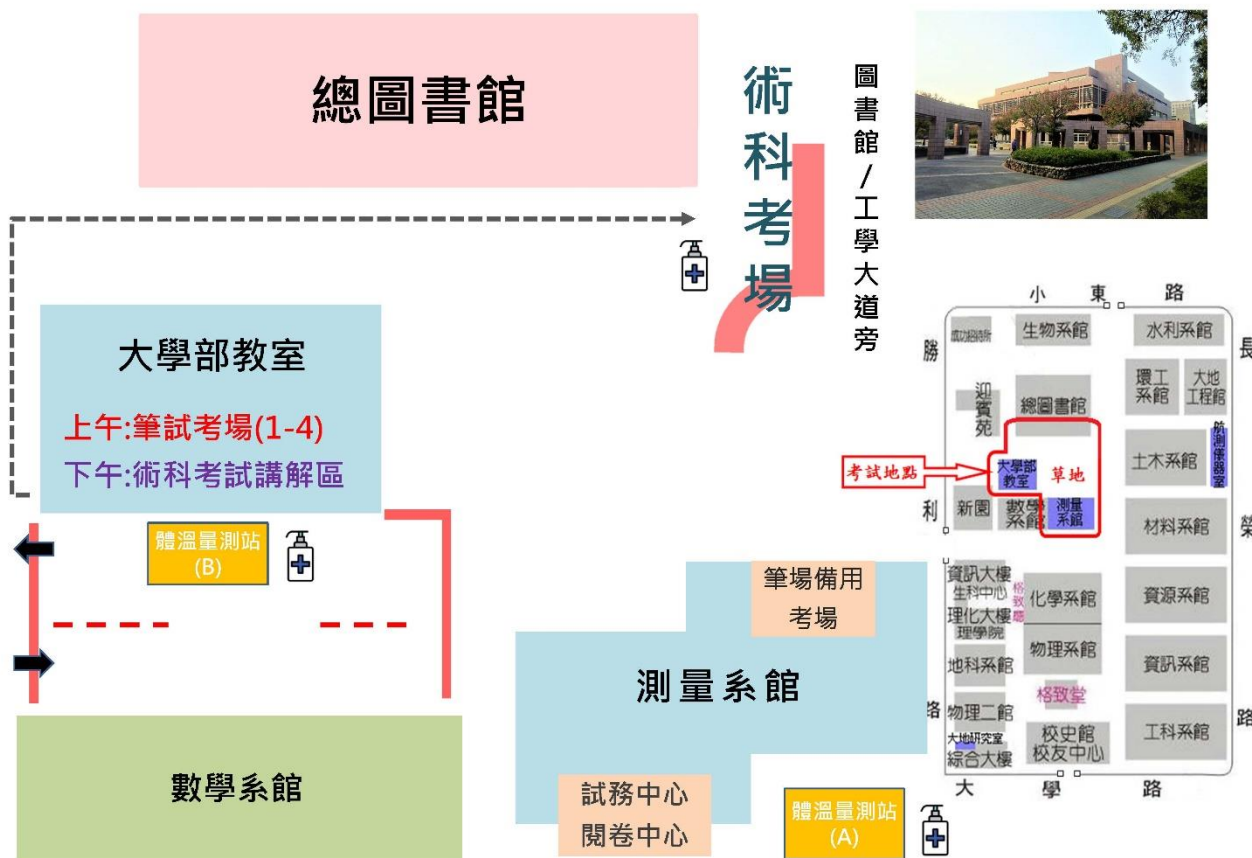 總圖書館
術科考場
圖書館/工學大道旁
大學部教室
上午:筆試考場(1-4)
下午:術科考試講解區
體溫量測站
(B)
數學系館
筆場備用
考場
測量系館
試務中心
閱卷中心
體溫量測站
(A)
小東路
勝利路
長榮路
大學路
成功招待所
生物系館
水利系館
迎賓苑
總圖書館
環工
系館
大地
工程館
土木系館
航測儀器室
考試地點
大學部
教室
草地
新園
數學
系館
測量
系館
材料系館
資訊大樓
生科中心
理化大樓
理學院
格致廳
化學系館
資源系館
地科系館
物理系館
資訊系館
格致堂
物理二館
大地研究室
綜合大樓
校史館
校友中心
工科系館